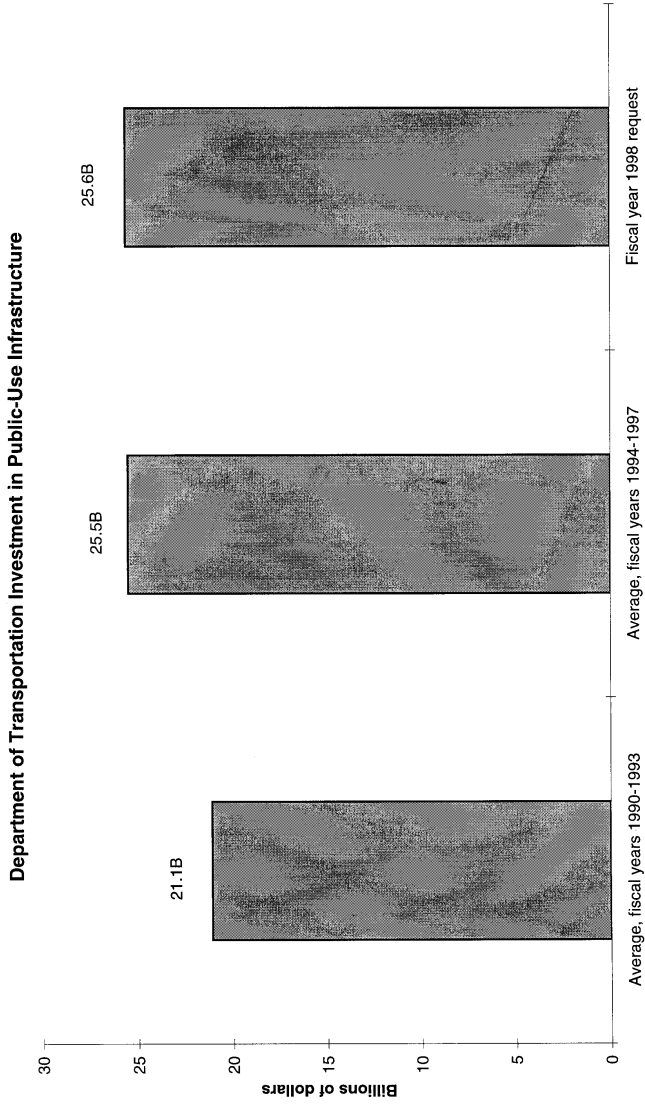 Department of Transportation Investment in Public-Use Infrastructure
30
25
20
15
10
5
0
Billions of dollars
21.1B
25.5B
25.6B
Average, fiscal years 1990-1993
Average, fiscal years 1994-1997
Fiscal year 1998 request